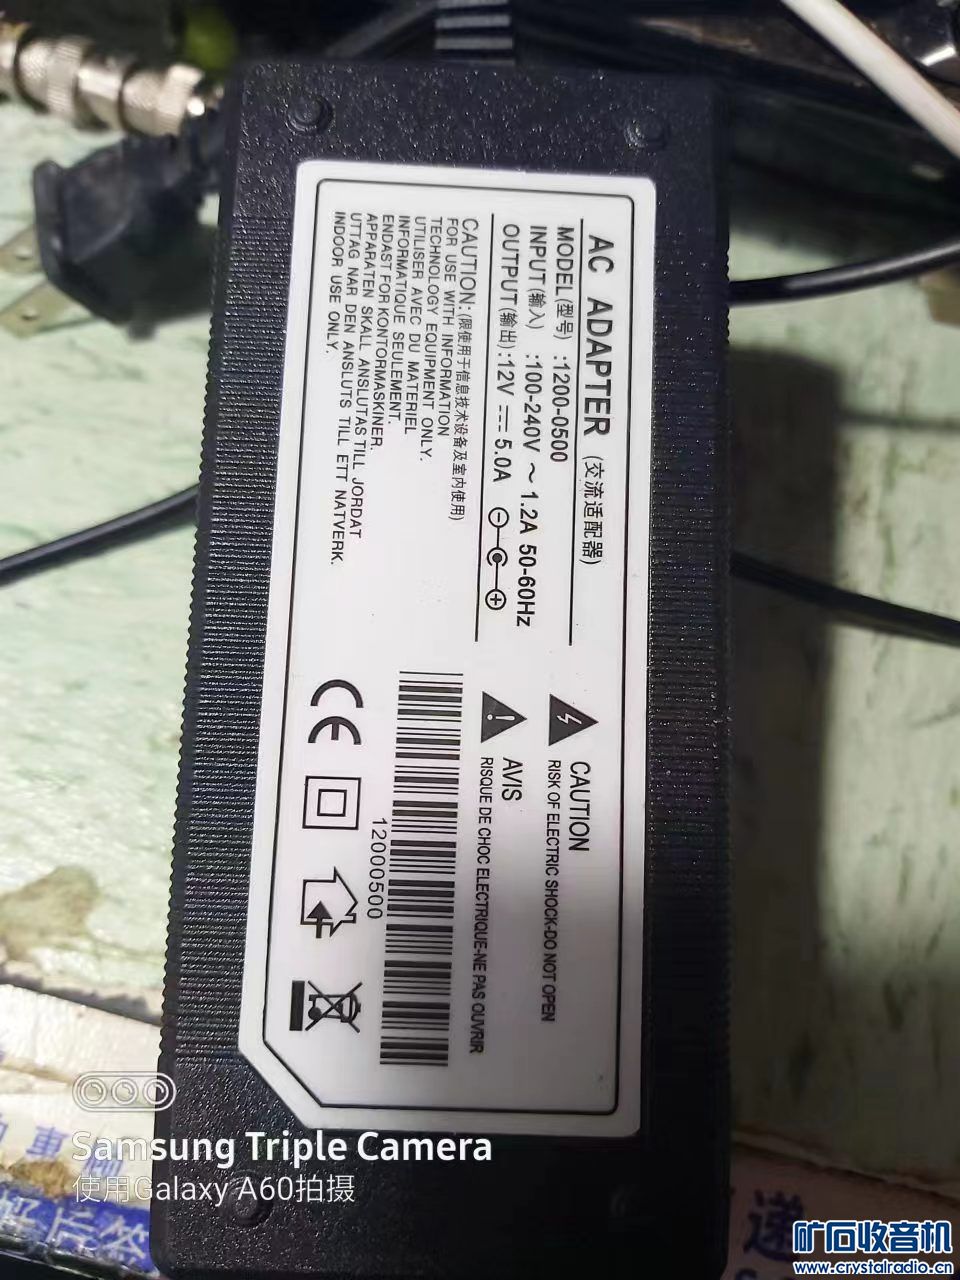 AC ADAPTER (交流适配器)
MODEL(型号) :1200-0500
INPUT(输入) :100-240V ～ 1.2A 50-60Hz
OUTPUT(输出):12V ⎓ 5.0A
CAUTION:(限使用于信息技术设备及室内使用)
FOR USE WITH INFORMATION
TECHNOLOGY EQUIPMENT ONLY.
UTILISER AVEC DU MATERIEL
INFORMATIQUE SEULEMENT.
ENDAST FOR KONTORMASKINER.
APPARATEN SKALL ANSLUTAS TILL JORDAT
UTTAG NAR DEN ANSLUTS TILL ETT NATVERK.
INDOOR USE ONLY.
CAUTION
RISK OF ELECTRIC SHOCK-DO NOT OPEN
AVIS
RISQUE DE CHOC ELECTRIQUE-NE PAS OUVRIR
12000500
CE
Samsung Triple Camera
使用Galaxy A60拍摄
递
矿石收音机
www.crystalradio.cn